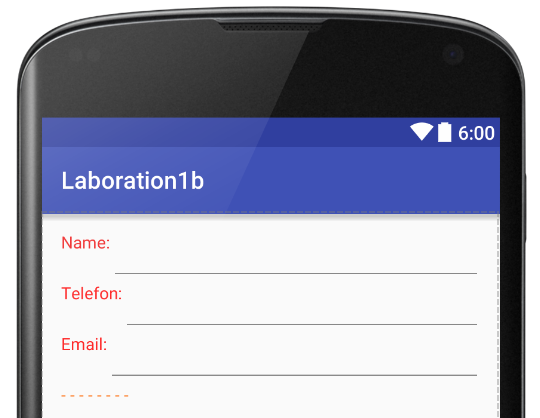 6:00
Laboration1b
Name:
Telefon:
Email:
--------